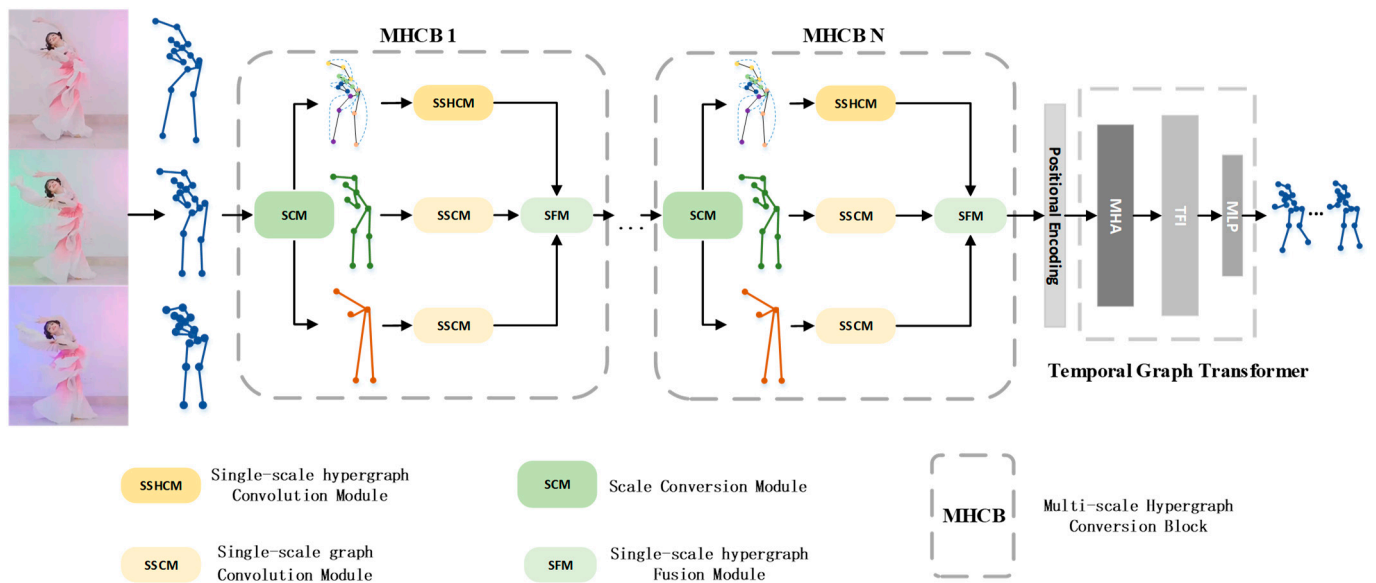 MHCB 1
MHCB N
SSHCM
SSHCM
SCM
SSCM
SFM
...
SCM
SSCM
SFM
...
SSCM
SSCM
Positional Encoding
MHA
TFI
MLP
Temporal Graph Transformer
SSHCM
Single-scale hypergraph
Convolution Module
SCM
Scale Conversion Module
MHCB
Multi-scale Hypergraph
Conversion Block
SSCM
Single-scale graph
Convolution Module
SFM
Single-scale hypergraph
Fusion Module